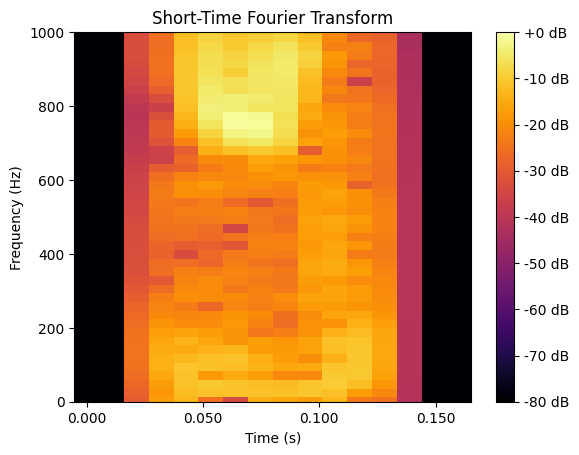 Short-Time Fourier Transform
1000
800
600
400
200
0
Frequency (Hz)
0.000
0.050
0.100
0.150
Time (s)
+0 dB
-10 dB
-20 dB
-30 dB
-40 dB
-50 dB
-60 dB
-70 dB
-80 dB